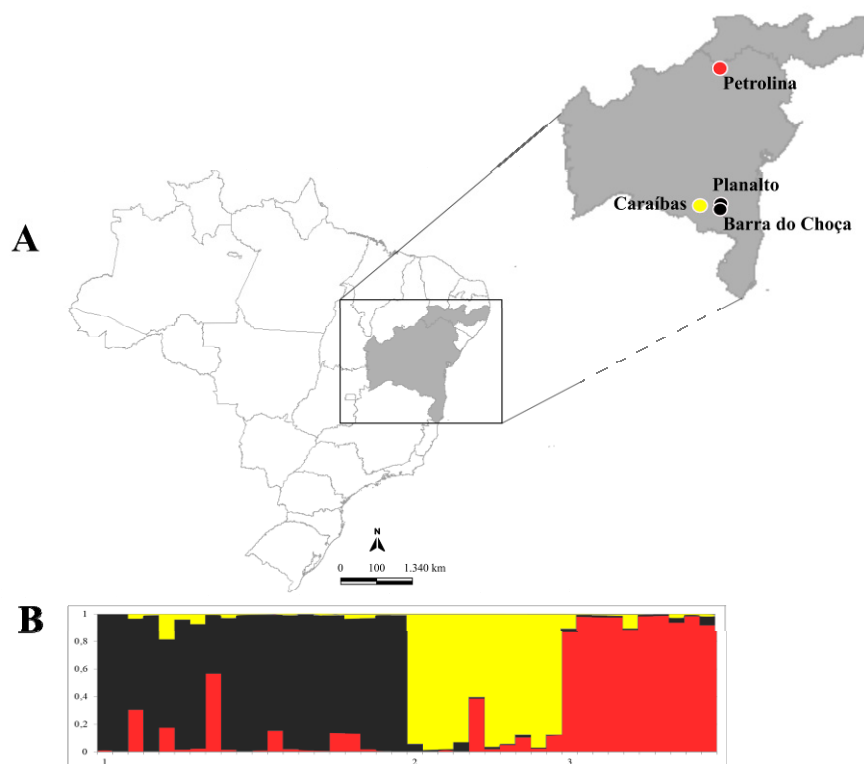 Petrolina
Planalto
Caraíbas
Barra do Choça
A
N
0 100 1.340 km
B
1
0,8
0,6
0,4
0,2
0
1 2 3